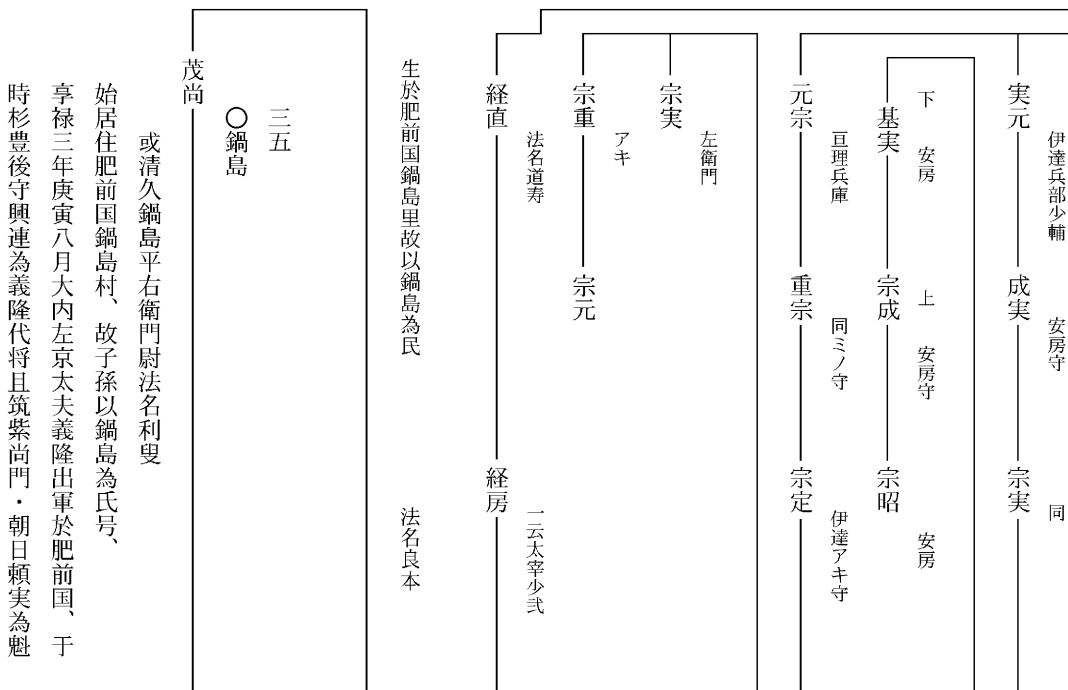 伊達兵部少輔
実元
安房守
成実
同
宗実
下 安房
基実
上 安房守
宗成
安房
宗昭
亘理兵庫
元宗
同ミノ守
重宗
伊達アキ守
宗定
左衛門
宗実
アキ
宗重
宗元
法名道寿
経直
一云太宰少弐
経房
生於肥前国鍋島里故以鍋島為民
法名良本
三五
〇鍋島
茂尚
或清久鍋島平右衛門尉法名利叟
始居住肥前国鍋島村、故子孫以鍋島為氏号、
享禄三年庚寅八月大内左京太夫義隆出軍於肥前国、于
時杉豊後守興連為義隆代将且筑紫尚門・朝日頼実為魁